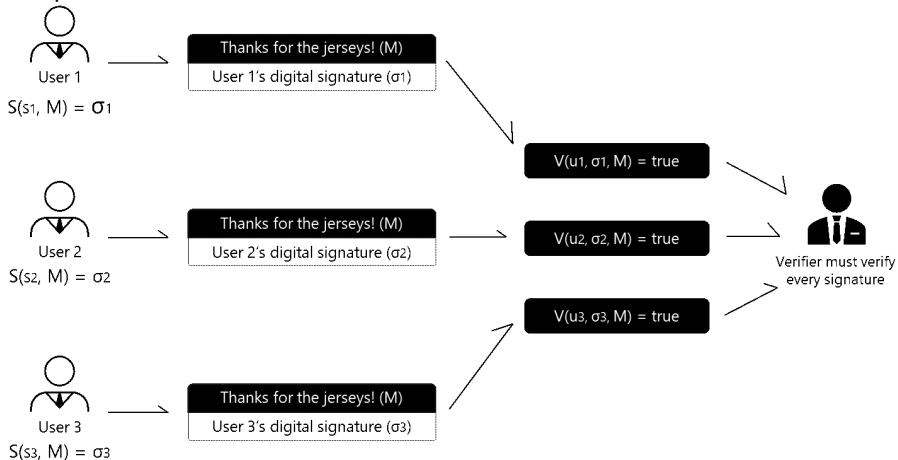 Thanks for the jerseys! (M)
User 1's digital signature (σ1)
User 1
S(s1, M) = σ1
V(u1, σ1, M) = true
Thanks for the jerseys! (M)
User 2's digital signature (σ2)
User 2
S(s2, M) = σ2
V(u2, σ2, M) = true
Verifier must verify
every signature
V(u3, σ3, M) = true
Thanks for the jerseys! (M)
User 3's digital signature (σ3)
User 3
S(s3, M) = σ3